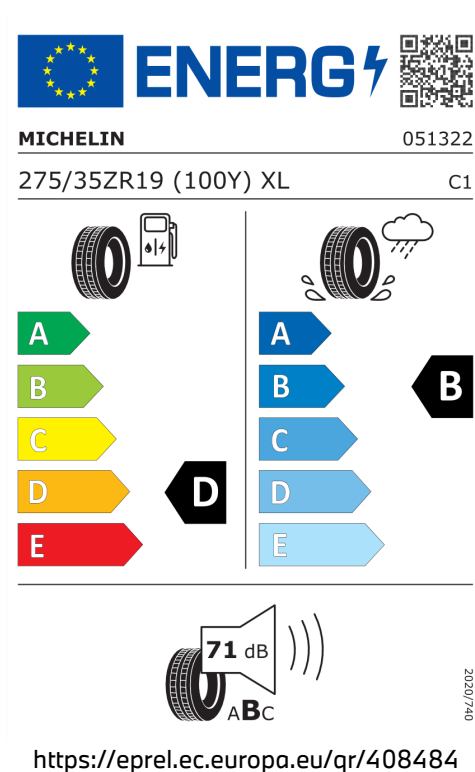 ENERG
MICHELIN 051322
275/35ZR19 (100Y) XL C1
A A
B B B
C C
D D D
E E
71 dB
ABC
2020/740
https://eprel.ec.europa.eu/qr/408484